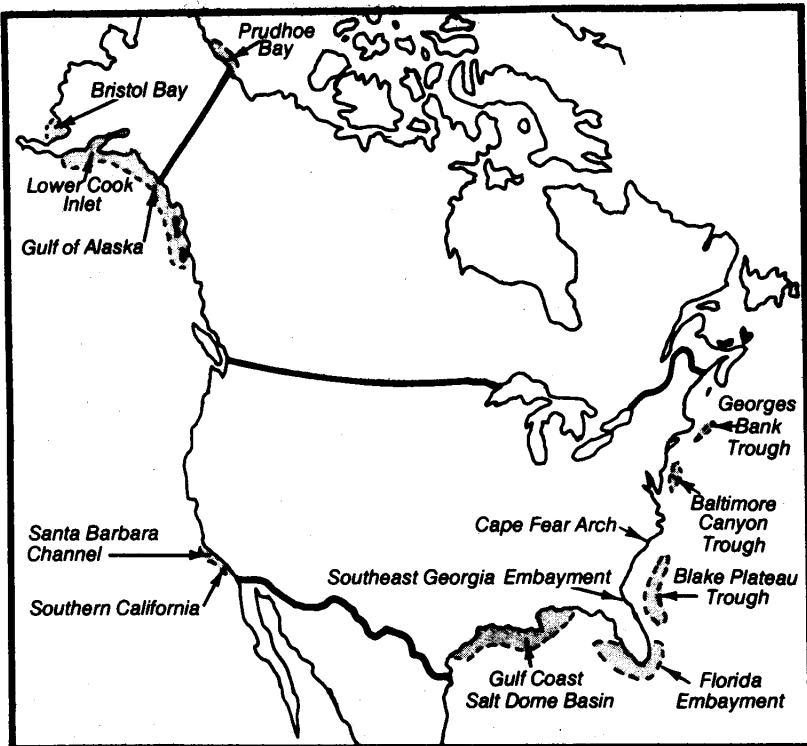 Prudhoe
Bay
Bristol Bay
Lower Cook
Inlet
Gulf of Alaska
Georges
Bank
Trough
Baltimore
Canyon
Trough
Cape Fear Arch
Santa Barbara
Channel
Southeast Georgia Embayment
Blake Plateau
Trough
Southern California
Gulf Coast
Salt Dome Basin
Florida
Embayment